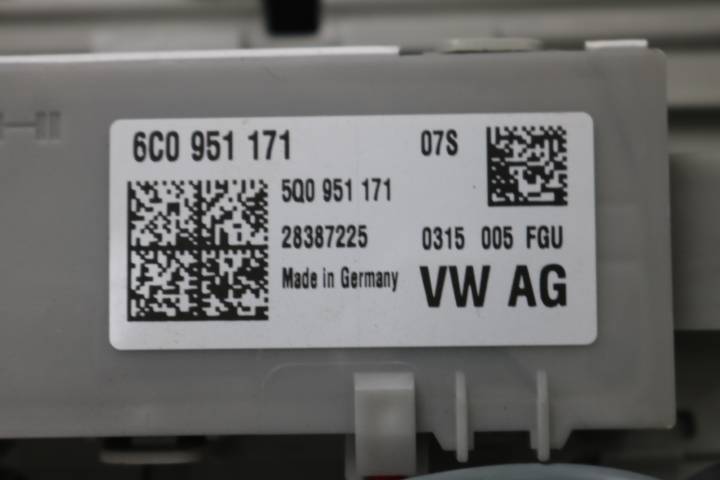 6C0 951 171 07S
5Q0 951 171
28387225 0315 005 FGU
Made in Germany VW AG